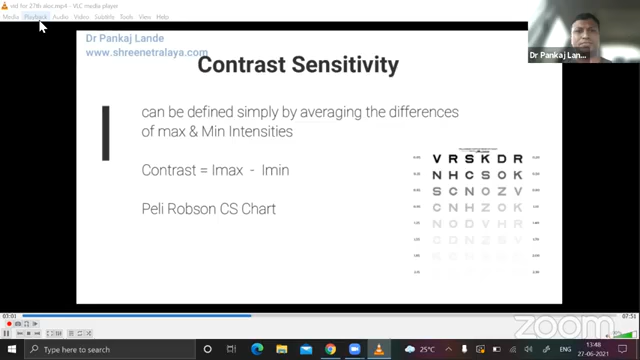 vid for 27th aioc.mp4 - VLC media player
Media Playback Audio Video Subtitle Tools View Help
Dr Pankaj Lande
www.shreenetralaya.com
Contrast Sensitivity
can be defined simply by averaging the differences
of max & Min Intensities
Contrast = Imax - Imin
Peli Robson CS Chart
V R S K D R
N H C S O K
S C N O Z V
C N H Z O K
N O D V H R
Dr Pankaj Lan...
03:01
07:51
zoom
Type here to search
25°C
ENG
13:48
27-06-2021